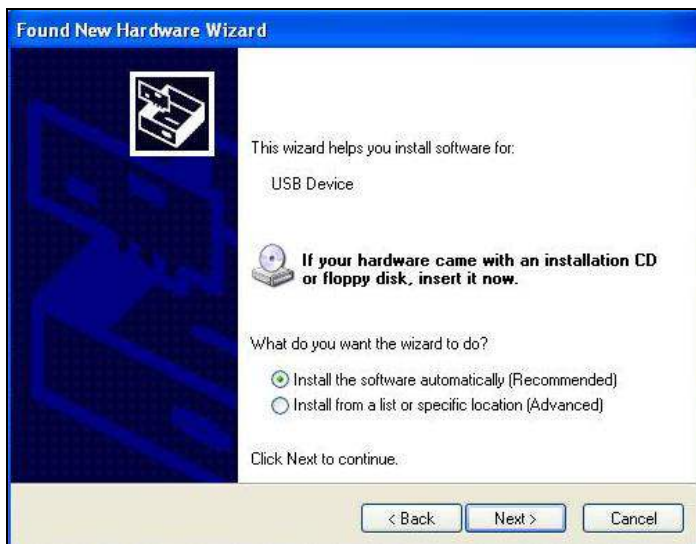 Found New Hardware Wizard
This wizard helps you install software for:
USB Device
If your hardware came with an installation CD
or floppy disk, insert it now.
What do you want the wizard to do?
Install the software automatically (Recommended)
Install from a list or specific location (Advanced)
Click Next to continue.
< Back Next > Cancel